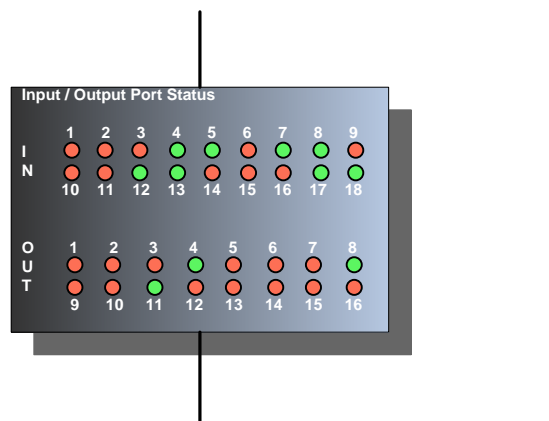 Input / Output Port Status
1 2 3 4 5 6 7 8 9
I
N
10 11 12 13 14 15 16 17 18
O
U
T
1 2 3 4 5 6 7 8
9 10 11 12 13 14 15 16